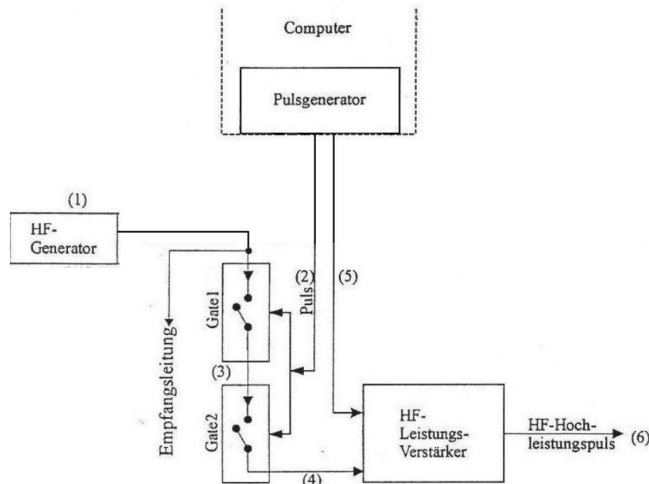 Computer
Pulsgenerator
(1)
HF-
Generator
(2)
(5)
Puls
Gate1
Empfangsleitung
(3)
Gate2
HF-
Leistungs-
Verstärker
HF-Hoch-
leistungspuls
(6)
(4)